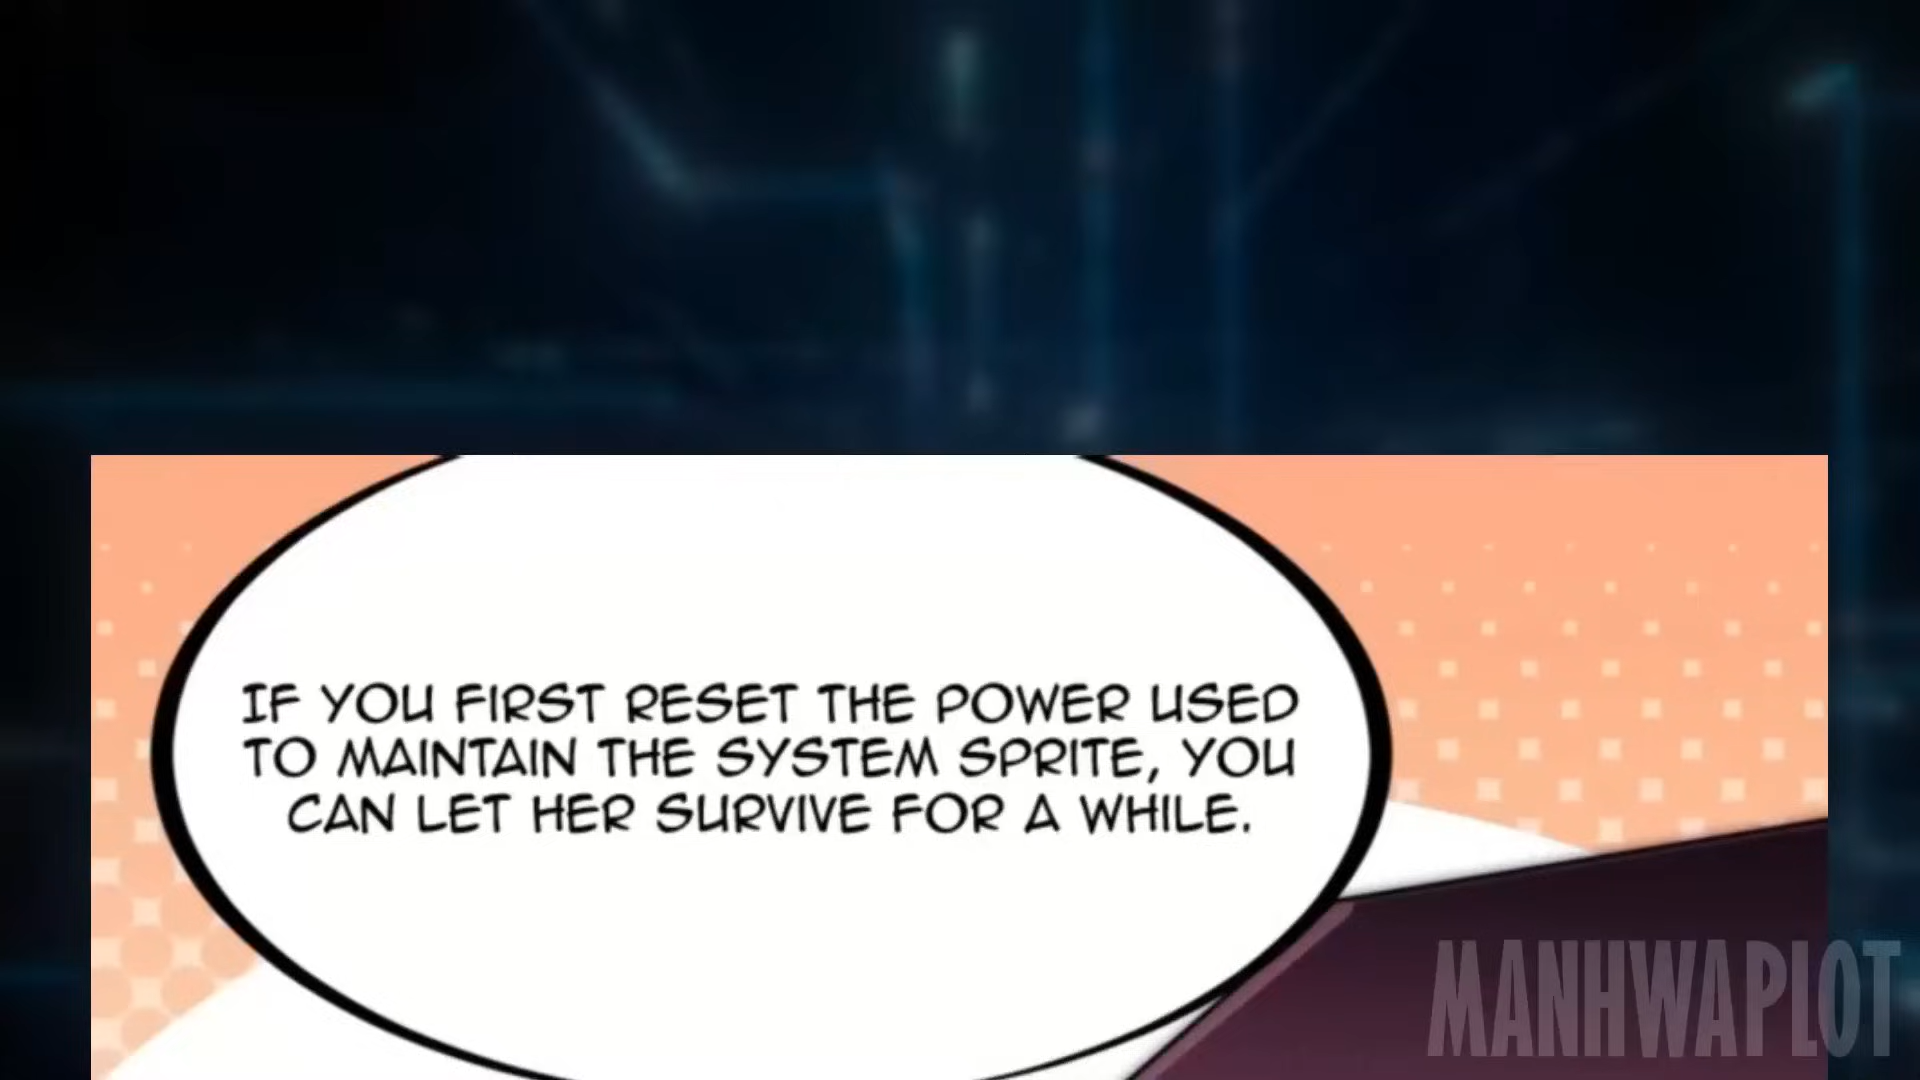 IF YOU FIRST RESET THE POWER USED
TO MAINTAIN THE SYSTEM SPRITE, YOU
CAN LET HER SURVIVE FOR A WHILE.
MANHWAPLOT